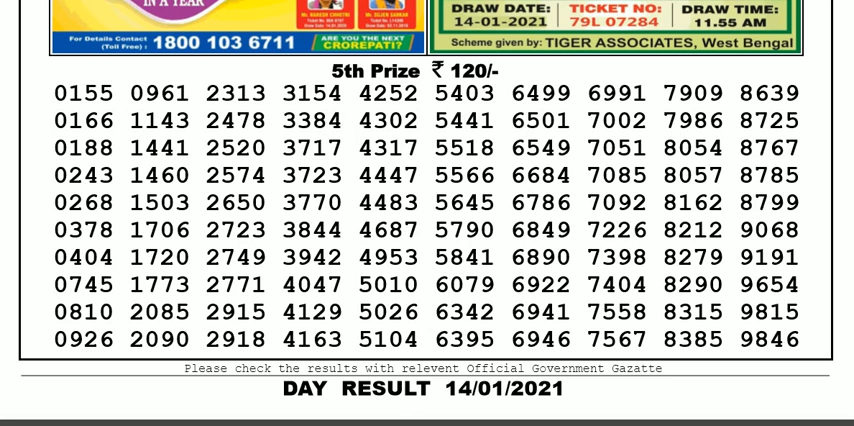 IN A YEAR
Mr. NARESH CHHETRI
Mr. SUJEN SARKAR
For Details Contact
(Toll Free) : 1800 103 6711
ARE YOU THE NEXT
CROREPATI?
DRAW DATE: TICKET NO: DRAW TIME:
14-01-2021 79L 07284 11.55 AM
Scheme given by: TIGER ASSOCIATES, West Bengal
5th Prize ₹ 120/-
0155 0961 2313 3154 4252 5403 6499 6991 7909 8639
0166 1143 2478 3384 4302 5441 6501 7002 7986 8725
0188 1441 2520 3717 4317 5518 6549 7051 8054 8767
0243 1460 2574 3723 4447 5566 6684 7085 8057 8785
0268 1503 2650 3770 4483 5645 6786 7092 8162 8799
0378 1706 2723 3844 4687 5790 6849 7226 8212 9068
0404 1720 2749 3942 4953 5841 6890 7398 8279 9191
0745 1773 2771 4047 5010 6079 6922 7404 8290 9654
0810 2085 2915 4129 5026 6342 6941 7558 8315 9815
0926 2090 2918 4163 5104 6395 6946 7567 8385 9846
Please check the results with relevent Official Government Gazatte
DAY RESULT 14/01/2021